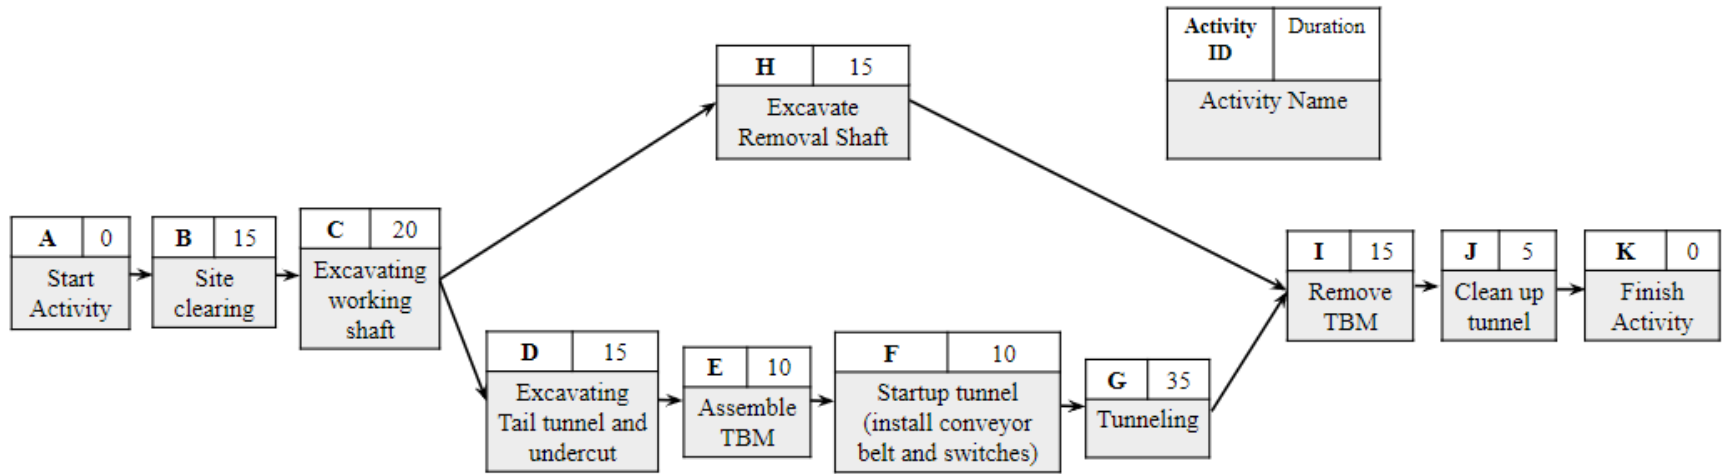 Activity
ID
Duration
Activity Name
H
15
Excavate
Removal Shaft
A
0
Start
Activity
B
15
Site
clearing
C
20
Excavating
working
shaft
D
15
Excavating
Tail tunnel and
undercut
E
10
Assemble
TBM
F
10
Startup tunnel
(install conveyor
belt and switches)
G
35
Tunneling
I
15
Remove
TBM
J
5
Clean up
tunnel
K
0
Finish
Activity